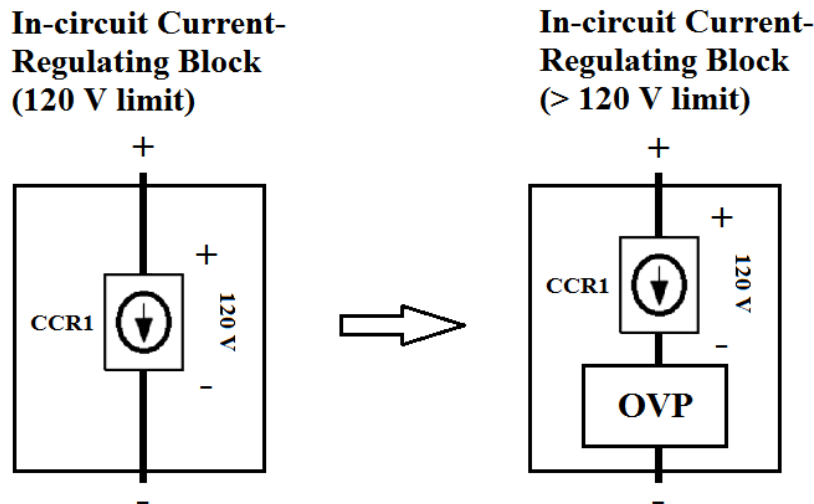 In-circuit Current-
Regulating Block
(120 V limit)
+
+
CCR1
120 V
-
-
In-circuit Current-
Regulating Block
(> 120 V limit)
+
+
CCR1
120 V
-
OVP
-